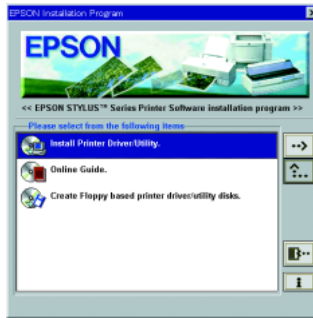 EPSON Installation Program
EPSON
<< EPSON STYLUS™ Series Printer Software installation program >>
Please select from the following items
Install Printer Driver/Utility.
Online Guide.
Create Floppy based printer driver/utility disks.